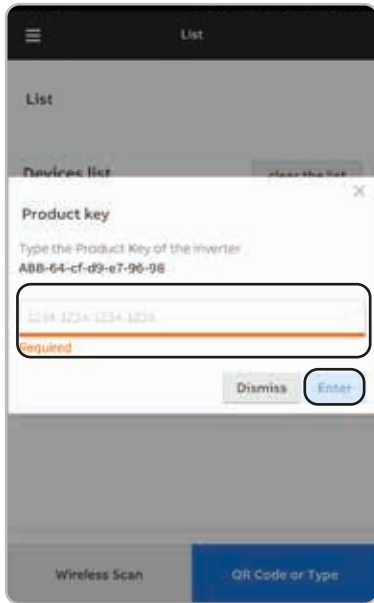 List
List
Devices list clear the list
Product key
Type the Product Key of the inverter
ABB-64-cf-d9-e7-96-98
1234-1234-1234-1234
Required
Dismiss Enter
Wireless Scan QR Code or Type